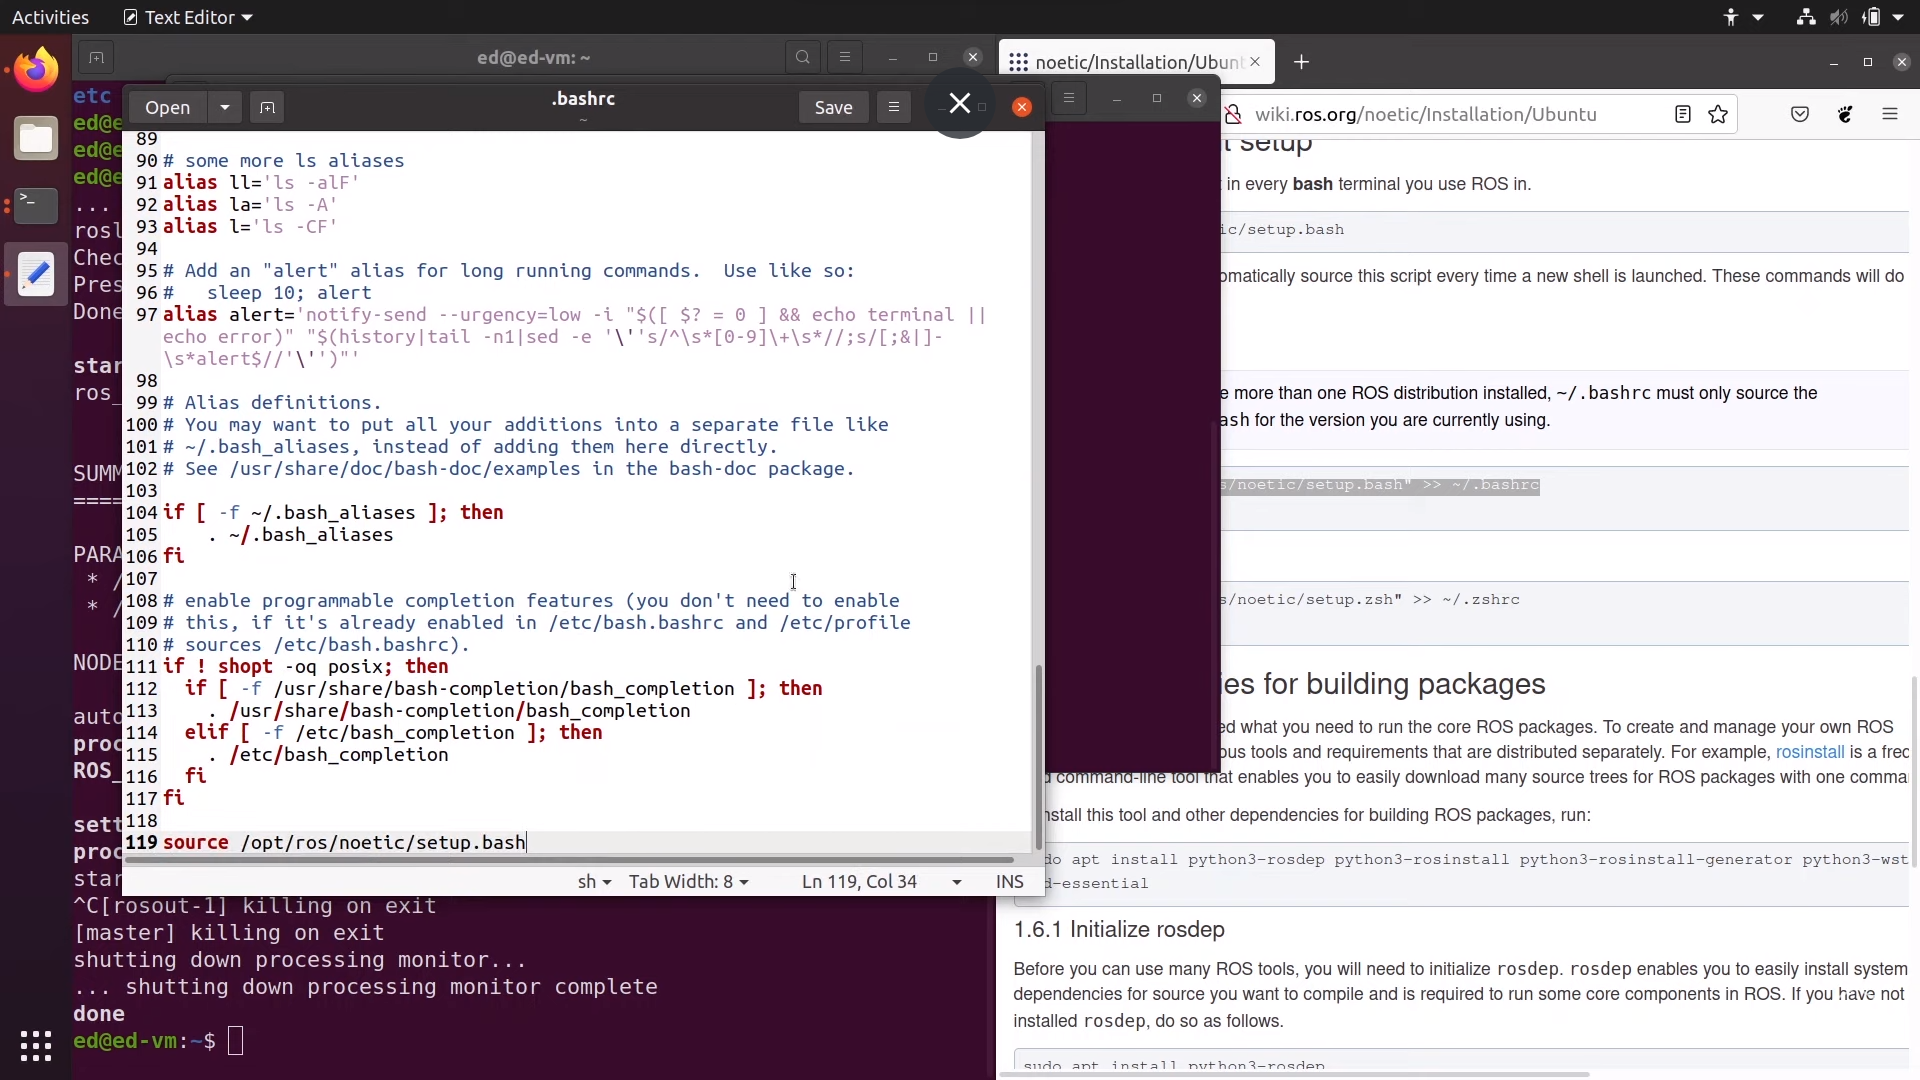 Activities
Text Editor
ed@ed-vm: ~
noetic/Installation/Ubunt
wiki.ros.org/noetic/Installation/Ubuntu
Open
.bashrc
~
Save
89
90 # some more ls aliases
91 alias ll='ls -alF'
92 alias la='ls -A'
93 alias l='ls -CF'
94
95 # Add an "alert" alias for long running commands.  Use like so:
96 #   sleep 10; alert
97 alias alert='notify-send --urgency=low -i "$([ $? = 0 ] && echo terminal ||
echo error)" "$(history|tail -n1|sed -e '\''s/^\s*[0-9]\+\s*//;s/[;&|]-
\s*alert$//'\'')"'
98
99 # Alias definitions.
100 # You may want to put all your additions into a separate file like
101 # ~/.bash_aliases, instead of adding them here directly.
102 # See /usr/share/doc/bash-doc/examples in the bash-doc package.
103
104 if [ -f ~/.bash_aliases ]; then
105     . ~/.bash_aliases
106 fi
107
108 # enable programmable completion features (you don't need to enable
109 # this, if it's already enabled in /etc/bash.bashrc and /etc/profile
110 # sources /etc/bash.bashrc).
111 if ! shopt -oq posix; then
112   if [ -f /usr/share/bash-completion/bash_completion ]; then
113     . /usr/share/bash-completion/bash_completion
114   elif [ -f /etc/bash_completion ]; then
115     . /etc/bash_completion
116   fi
117 fi
118
119 source /opt/ros/noetic/setup.bash
sh
Tab Width: 8
Ln 119, Col 34
INS
etc
ed@e
ed@e
ed@e
...
rosl
Chec
Pres
Done
star
ros_
SUMM
====
PARA
* /
* /
NODE
auto
proc
ROS_
sett
proc
star
^C[rosout-1] killing on exit
[master] killing on exit
shutting down processing monitor...
... shutting down processing monitor complete
done
ed@ed-vm:~$
t setup
in every bash terminal you use ROS in.
ic/setup.bash
omatically source this script every time a new shell is launched. These commands will do
e more than one ROS distribution installed, ~/.bashrc must only source the
ash for the version you are currently using.
s/noetic/setup.bash" >> ~/.bashrc
s/noetic/setup.zsh" >> ~/.zshrc
ies for building packages
ed what you need to run the core ROS packages. To create and manage your own ROS
ous tools and requirements that are distributed separately. For example, rosinstall is a freq
d command-line tool that enables you to easily download many source trees for ROS packages with one comma
nstall this tool and other dependencies for building ROS packages, run:
do apt install python3-rosdep python3-rosinstall python3-rosinstall-generator python3-wst
d-essential
1.6.1 Initialize rosdep
Before you can use many ROS tools, you will need to initialize rosdep. rosdep enables you to easily install system
dependencies for source you want to compile and is required to run some core components in ROS. If you have not
installed rosdep, do so as follows.
sudo apt install python3-rosdep